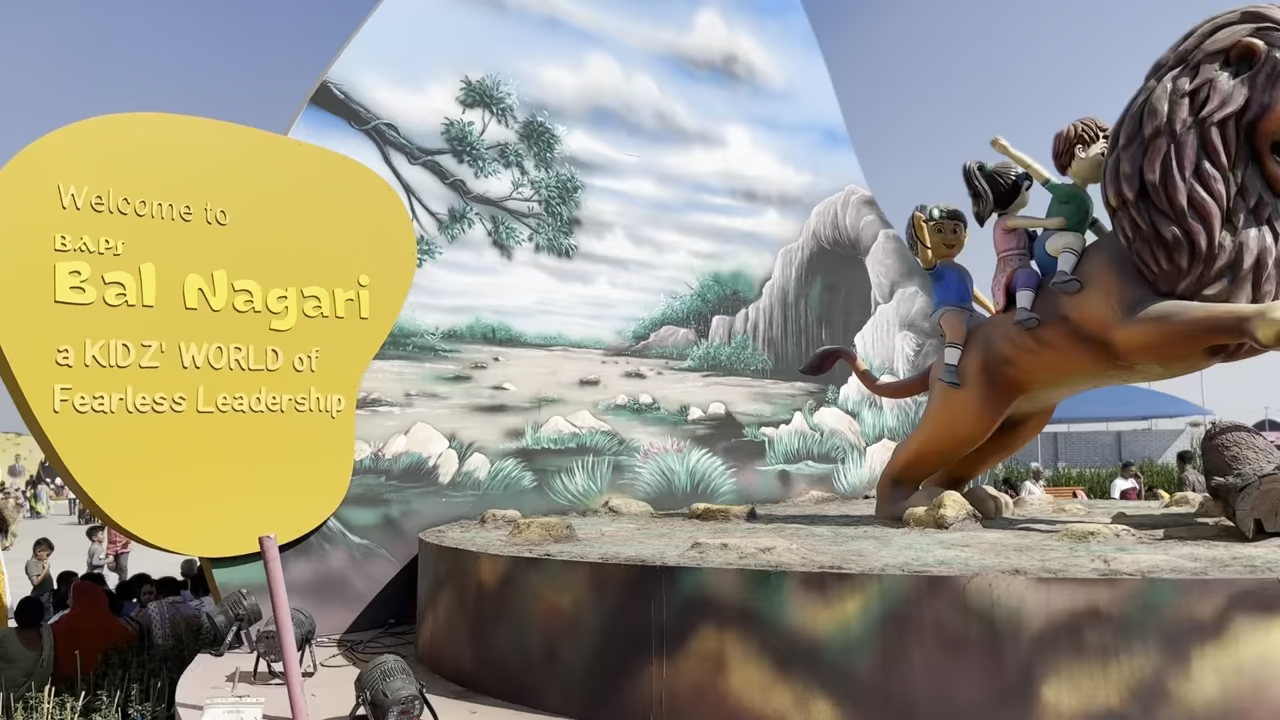 Welcome to
BAPS
Bal Nagari
a KIDZ' WORLD of
Fearless Leadership